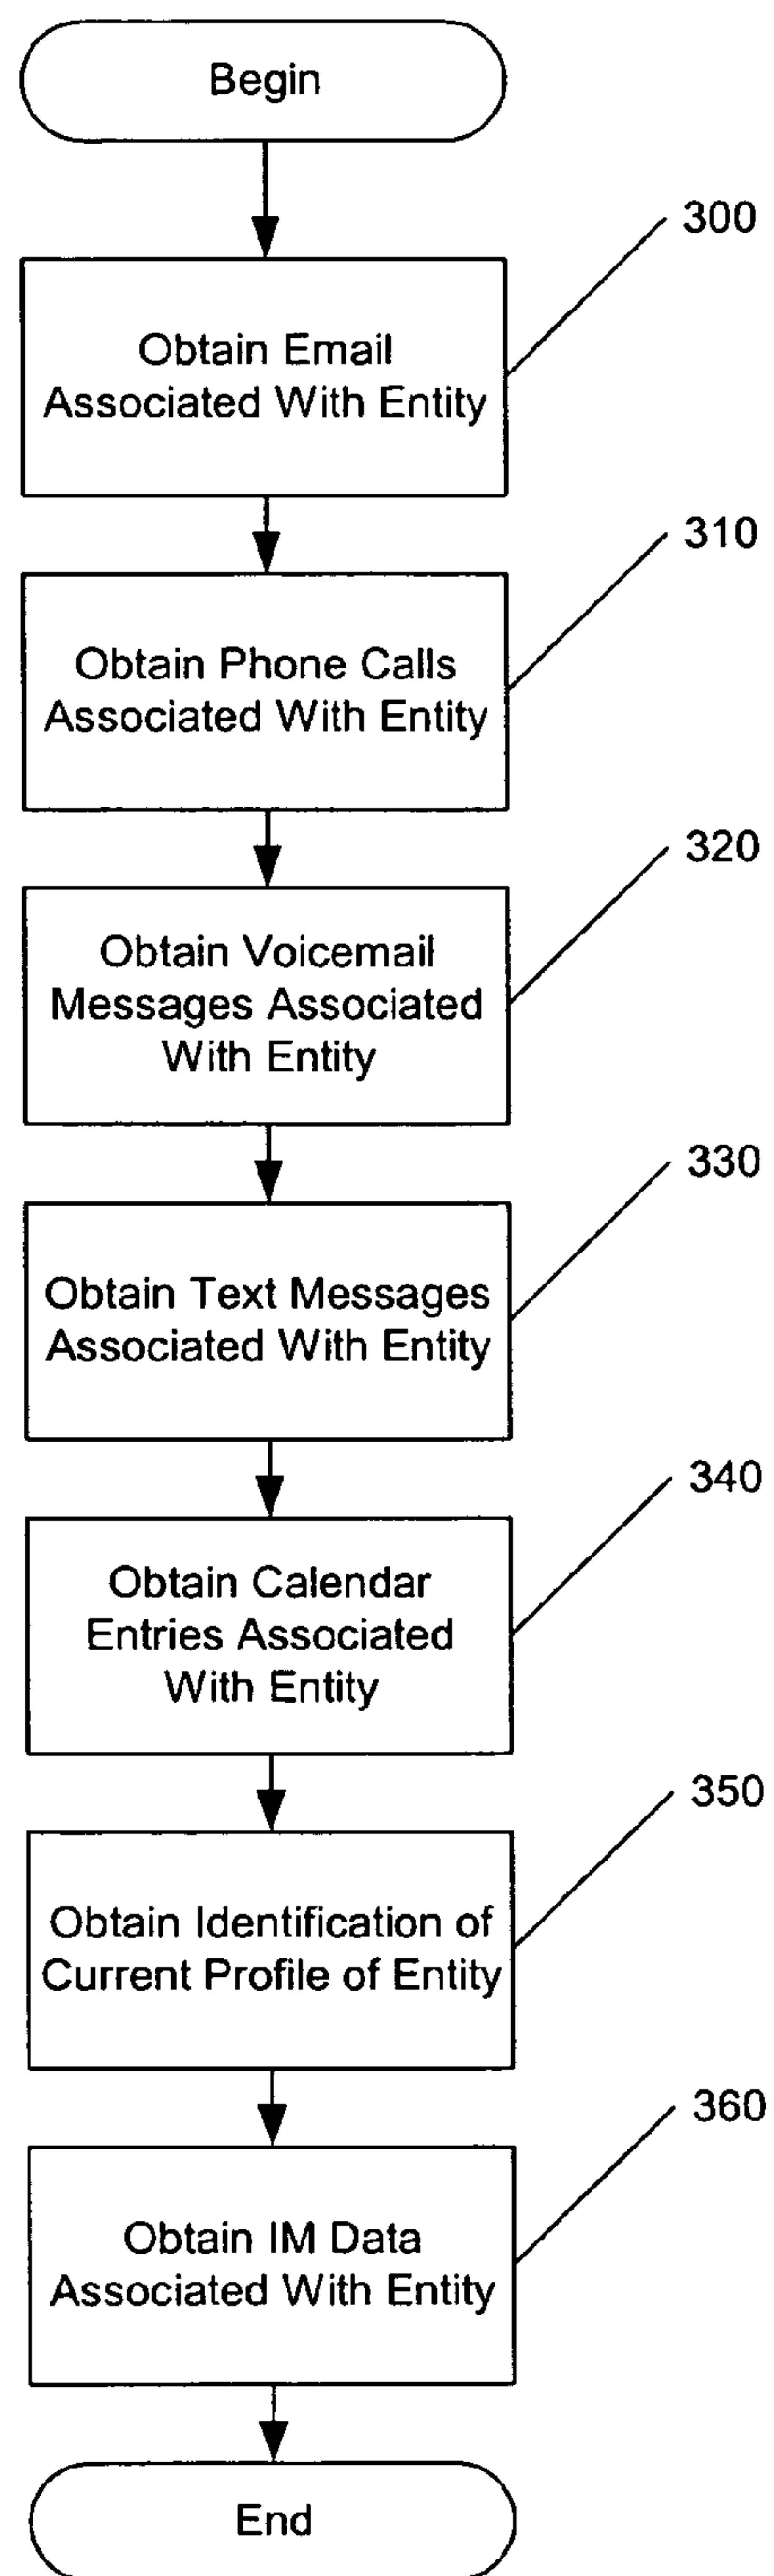 Begin
300
Obtain Email
Associated With Entity
310
Obtain Phone Calls
Associated With Entity
320
Obtain Voicemail
Messages Associated
With Entity
330
Obtain Text Messages
Associated With Entity
340
Obtain Calendar
Entries Associated
With Entity
350
Obtain Identification of
Current Profile of Entity
360
Obtain IM Data
Associated With Entity
End